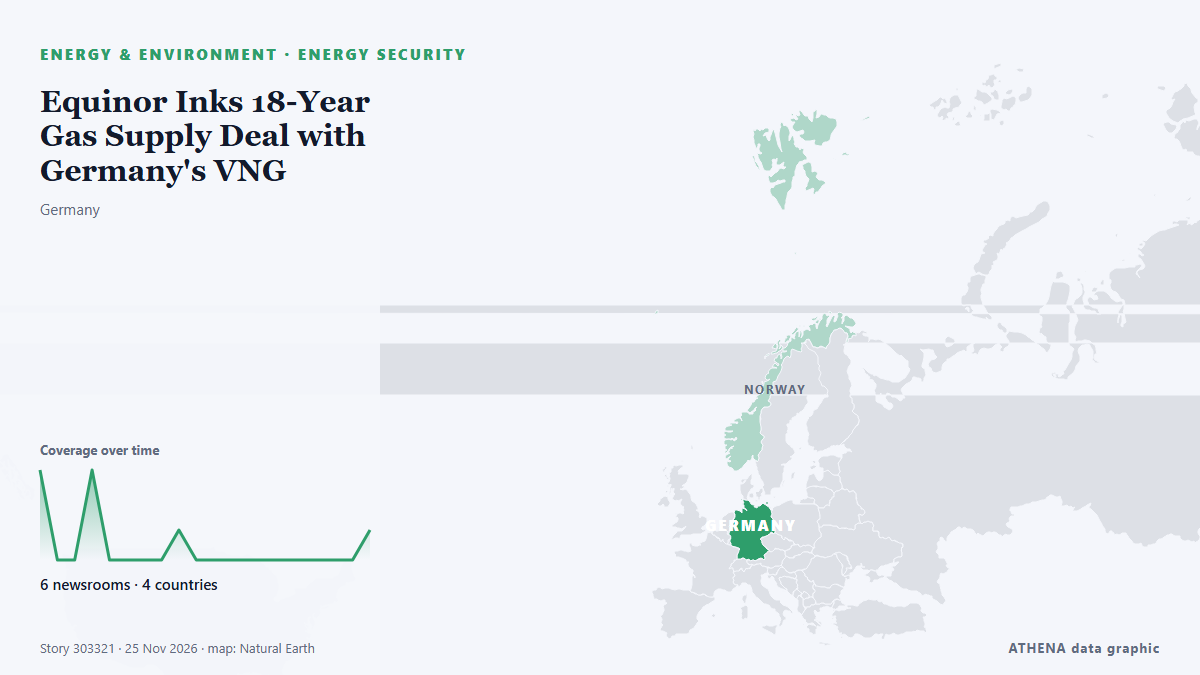 ENERGY & ENVIRONMENT · ENERGY SECURITY
Equinor Inks 18-Year
Gas Supply Deal with
Germany's VNG
Germany
NORWAY
GERMANY
Coverage over time
6 newsrooms · 4 countries
Story 303321 · 25 Nov 2026 · map: Natural Earth
ATHENA data graphic